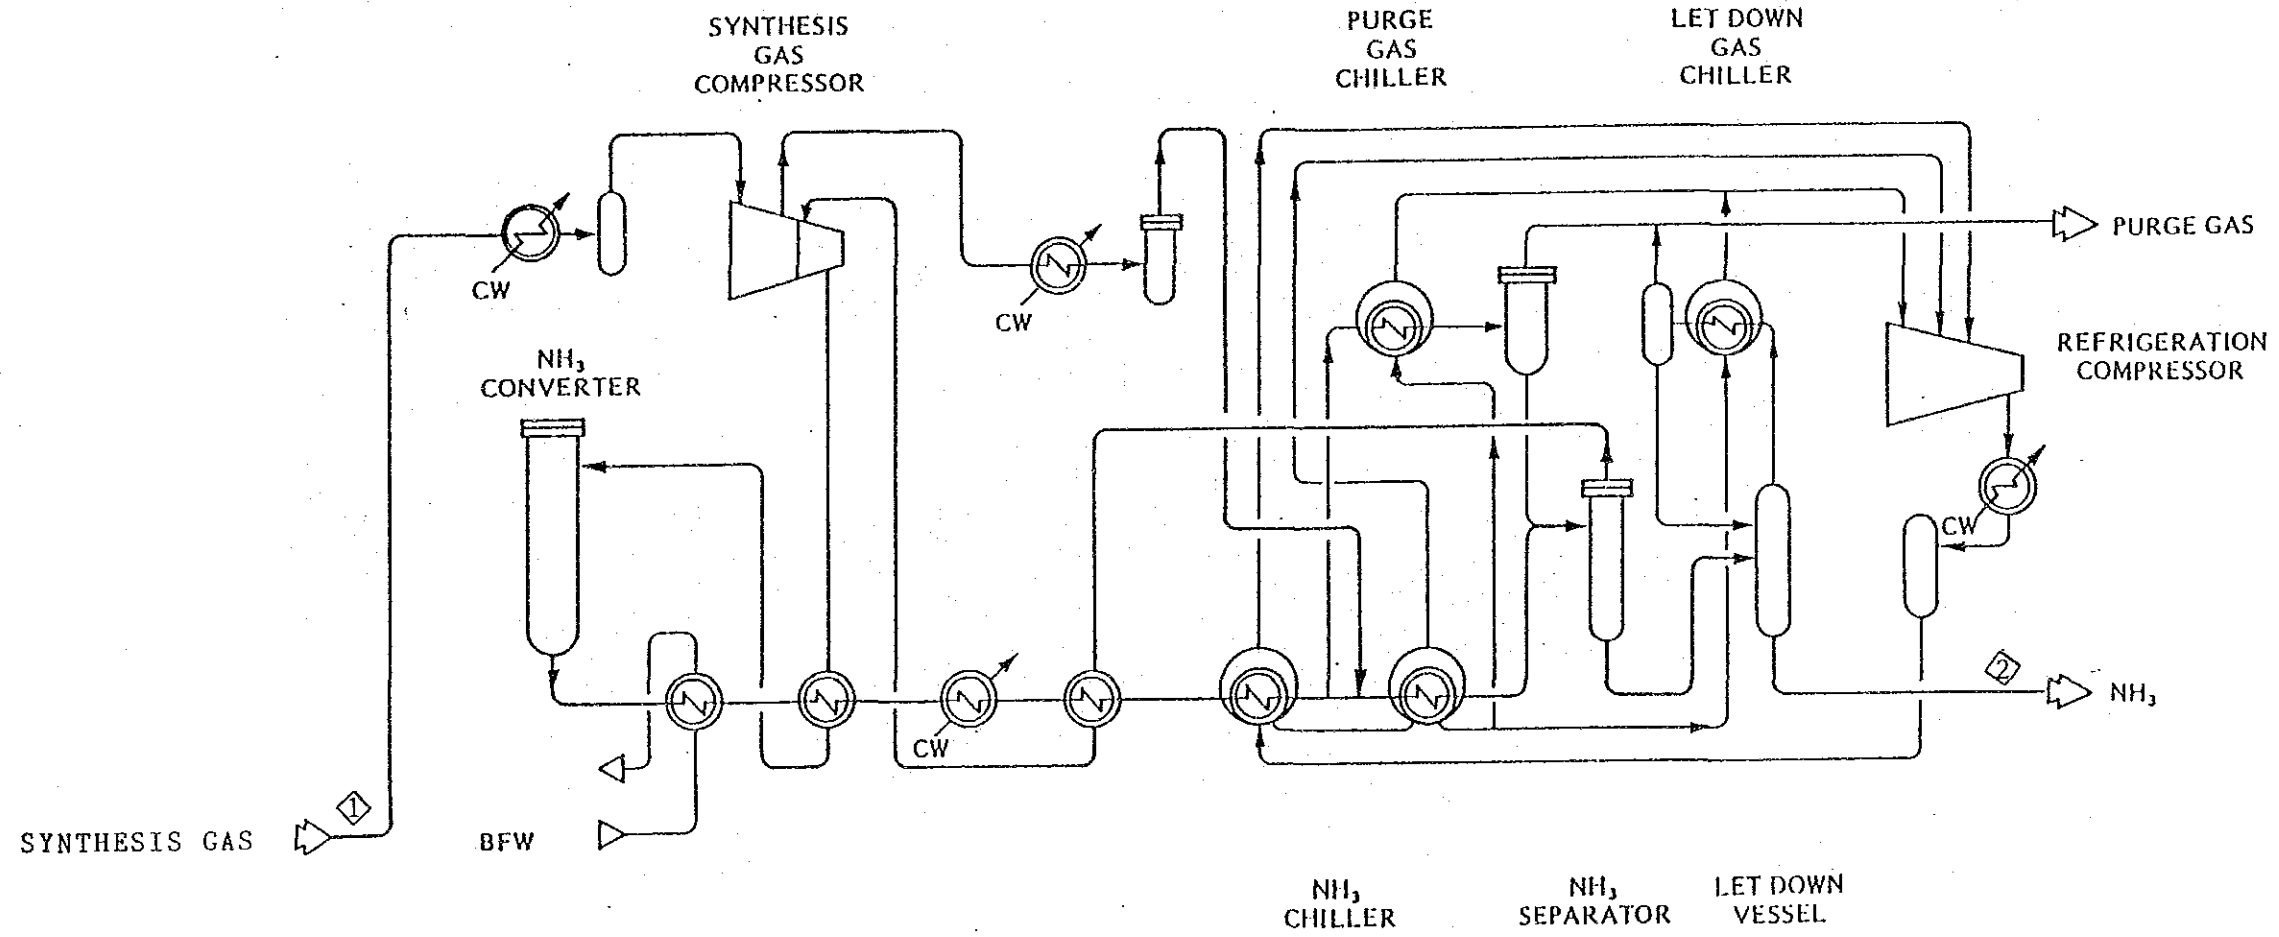 SYNTHESIS
GAS
COMPRESSOR
PURGE
GAS
CHILLER
LET DOWN
GAS
CHILLER
PURGE GAS
CW
CW
REFRIGERATION
COMPRESSOR
NH₃
CONVERTER
CW
2
NH₃
CW
1
SYNTHESIS GAS
BFW
NH₃
CHILLER
NH₃
SEPARATOR
LET DOWN
VESSEL